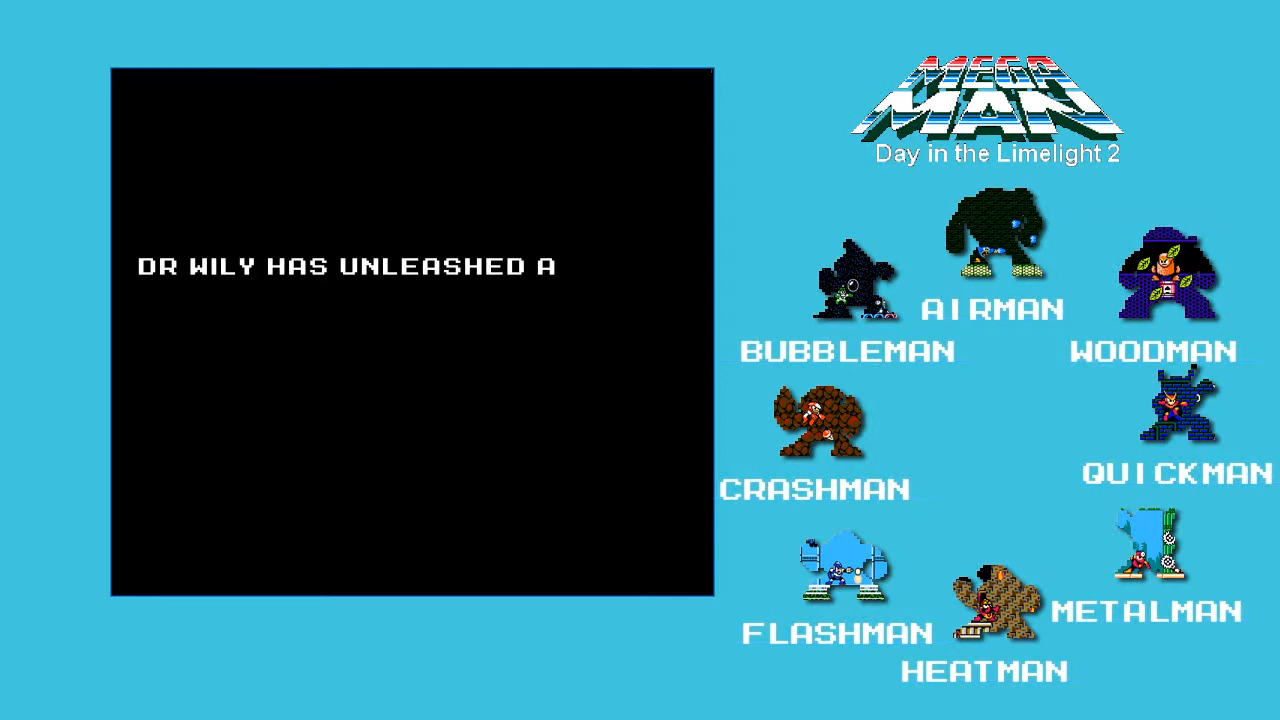 MEGA
MAN
Day in the Limelight 2
DR WILY HAS UNLEASHED A
AIRMAN
BUBBLEMAN
WOODMAN
QUICKMAN
CRASHMAN
METALMAN
FLASHMAN
HEATMAN